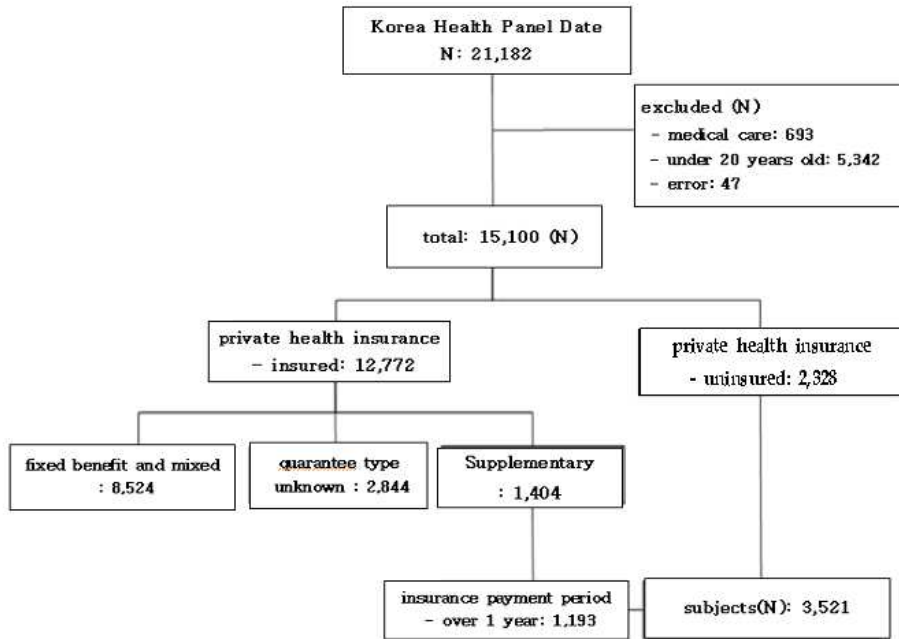 Korea Health Panel Date
N: 21,182
excluded (N)
- medical care: 693
- under 20 years old: 5,342
- error: 47
total: 15,100 (N)
private health insurance
- insured: 12,772
private health insurance
- uninsured: 2,328
fixed benefit and mixed
: 8,524
quarantee type
unknown : 2,844
Supplementary
: 1,404
insurance payment period
- over 1 year: 1,193
subjects(N): 3,521